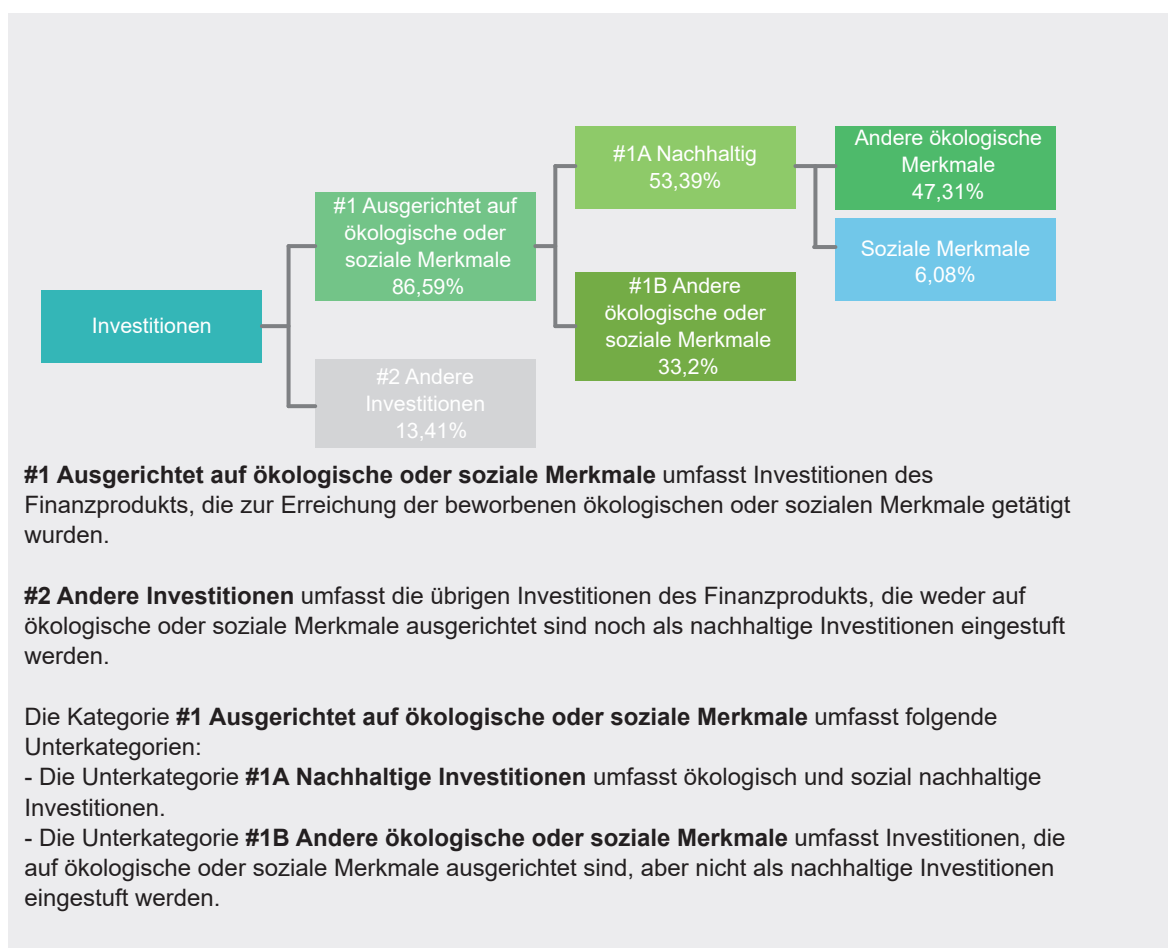 Investitionen
#1 Ausgerichtet auf
ökologische oder
soziale Merkmale
86,59%
#2 Andere
Investitionen
13,41%
#1A Nachhaltig
53,39%
#1B Andere
ökologische oder
soziale Merkmale
33,2%
Andere ökologische
Merkmale
47,31%
Soziale Merkmale
6,08%
#1 Ausgerichtet auf ökologische oder soziale Merkmale umfasst Investitionen des
Finanzprodukts, die zur Erreichung der beworbenen ökologischen oder sozialen Merkmale getätigt
wurden.
#2 Andere Investitionen umfasst die übrigen Investitionen des Finanzprodukts, die weder auf
ökologische oder soziale Merkmale ausgerichtet sind noch als nachhaltige Investitionen eingestuft
werden.
Die Kategorie #1 Ausgerichtet auf ökologische oder soziale Merkmale umfasst folgende
Unterkategorien:
- Die Unterkategorie #1A Nachhaltige Investitionen umfasst ökologisch und sozial nachhaltige
Investitionen.
- Die Unterkategorie #1B Andere ökologische oder soziale Merkmale umfasst Investitionen, die
auf ökologische oder soziale Merkmale ausgerichtet sind, aber nicht als nachhaltige Investitionen
eingestuft werden.